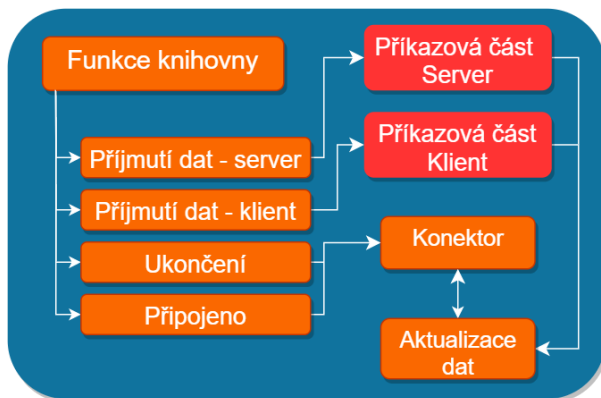 Funkce knihovny
Příjmutí dat - server
Příjmutí dat - klient
Ukončení
Připojeno
Příkazová část
Server
Příkazová část
Klient
Konektor
Aktualizace
dat